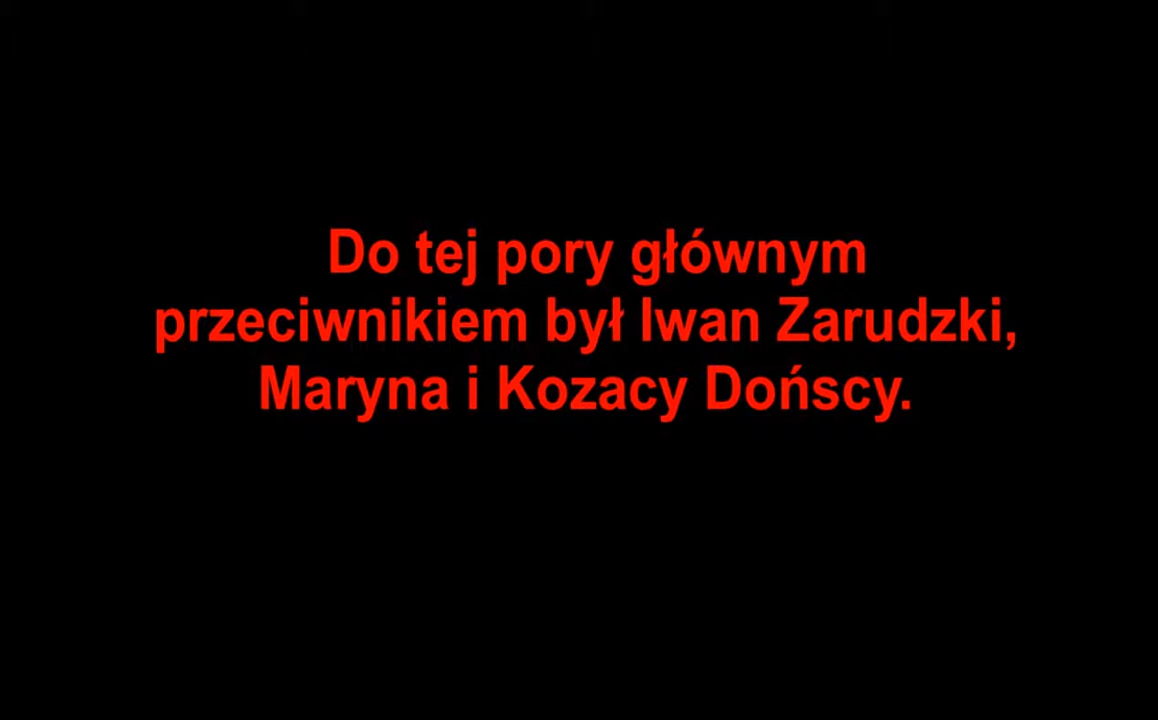 Do tej pory głównym
przeciwnikiem był Iwan Zarudzki,
Maryna i Kozacy Dońscy.